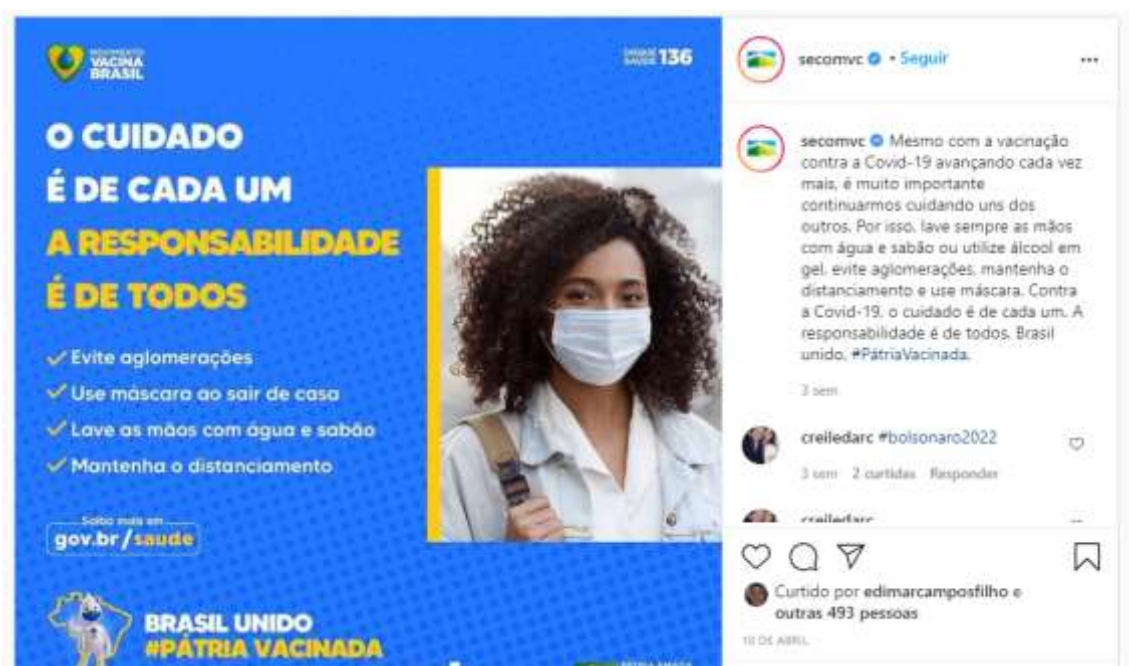 MOVIMENTO
VACINA
BRASIL
DISQUE
SAÚDE 136
O CUIDADO
É DE CADA UM
A RESPONSABILIDADE
É DE TODOS
Evite aglomerações
Use máscara ao sair de casa
Lave as mãos com água e sabão
Mantenha o distanciamento
Saiba mais em
gov.br/saude
BRASIL UNIDO
#PÁTRIA VACINADA
PÁTRIA AMADA
secomvc • Seguir
secomvc Mesmo com a vacinação
contra a Covid-19 avançando cada vez
mais, é muito importante
continuarmos cuidando uns dos
outros. Por isso, lave sempre as mãos
com água e sabão ou utilize álcool em
gel, evite aglomerações, mantenha o
distanciamento e use máscara. Contra
a Covid-19, o cuidado é de cada um. A
responsabilidade é de todos. Brasil
unido. #PátriaVacinada.
3 sem
creiledarc #bolsonaro2022
3 sem 2 curtidas Responder
creiledarc
Curtido por edimarcamposfilho e
outras 493 pessoas
10 DE ABRIL